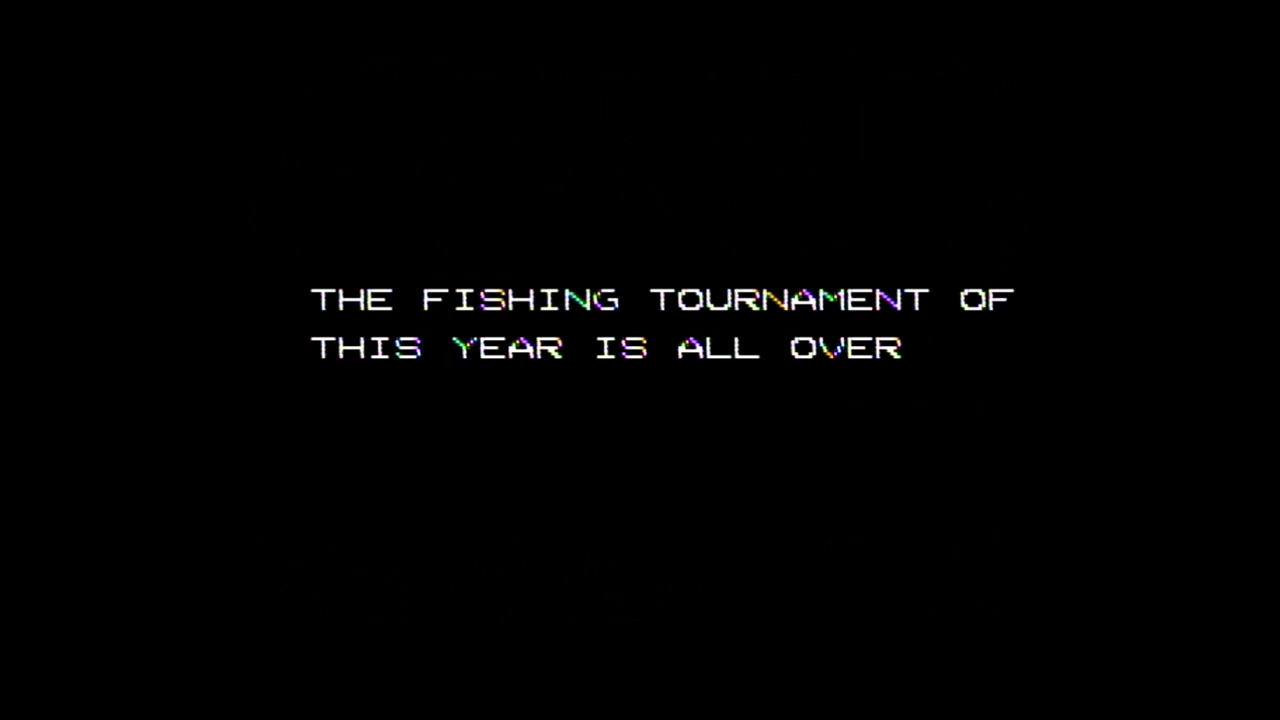 THE FISHING TOURNAMENT OF
THIS YEAR IS ALL OVER